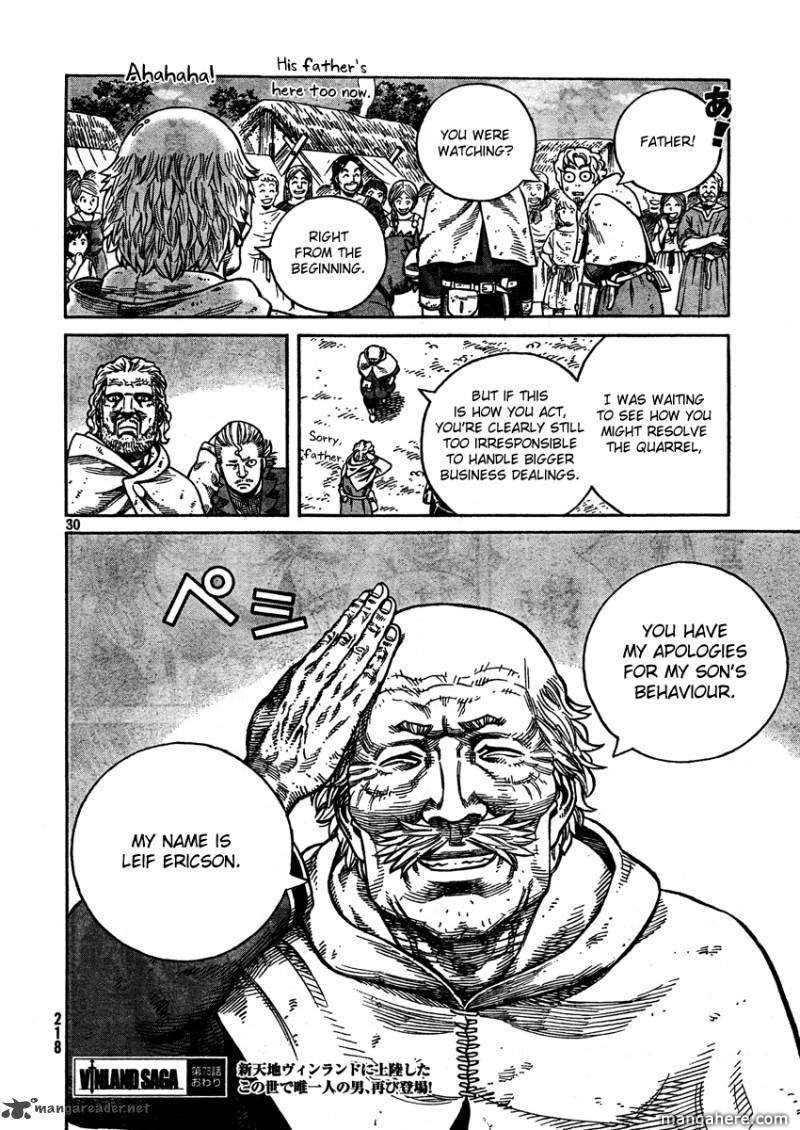 あ!
FATHER!
YOU WERE
WATCHING?
His father's
here too now.
Ahahaha!
RIGHT
FROM THE
BEGINNING.
I WAS WAITING
TO SEE HOW YOU
MIGHT RESOLVE
THE QUARREL,
BUT IF THIS
IS HOW YOU ACT,
YOU'RE CLEARLY STILL
TOO IRRESPONSIBLE
TO HANDLE BIGGER
BUSINESS DEALINGS.
Sorry,
father.
30
ペシ
YOU HAVE
MY APOLOGIES
FOR MY SON'S
BEHAVIOUR.
MY NAME IS
LEIF ERICSON.
218
VINLAND SAGA
おわり
新天地ヴィンランドに上陸した
この世で唯一人の男、再び登場!
mangareader.net
mangahere.com